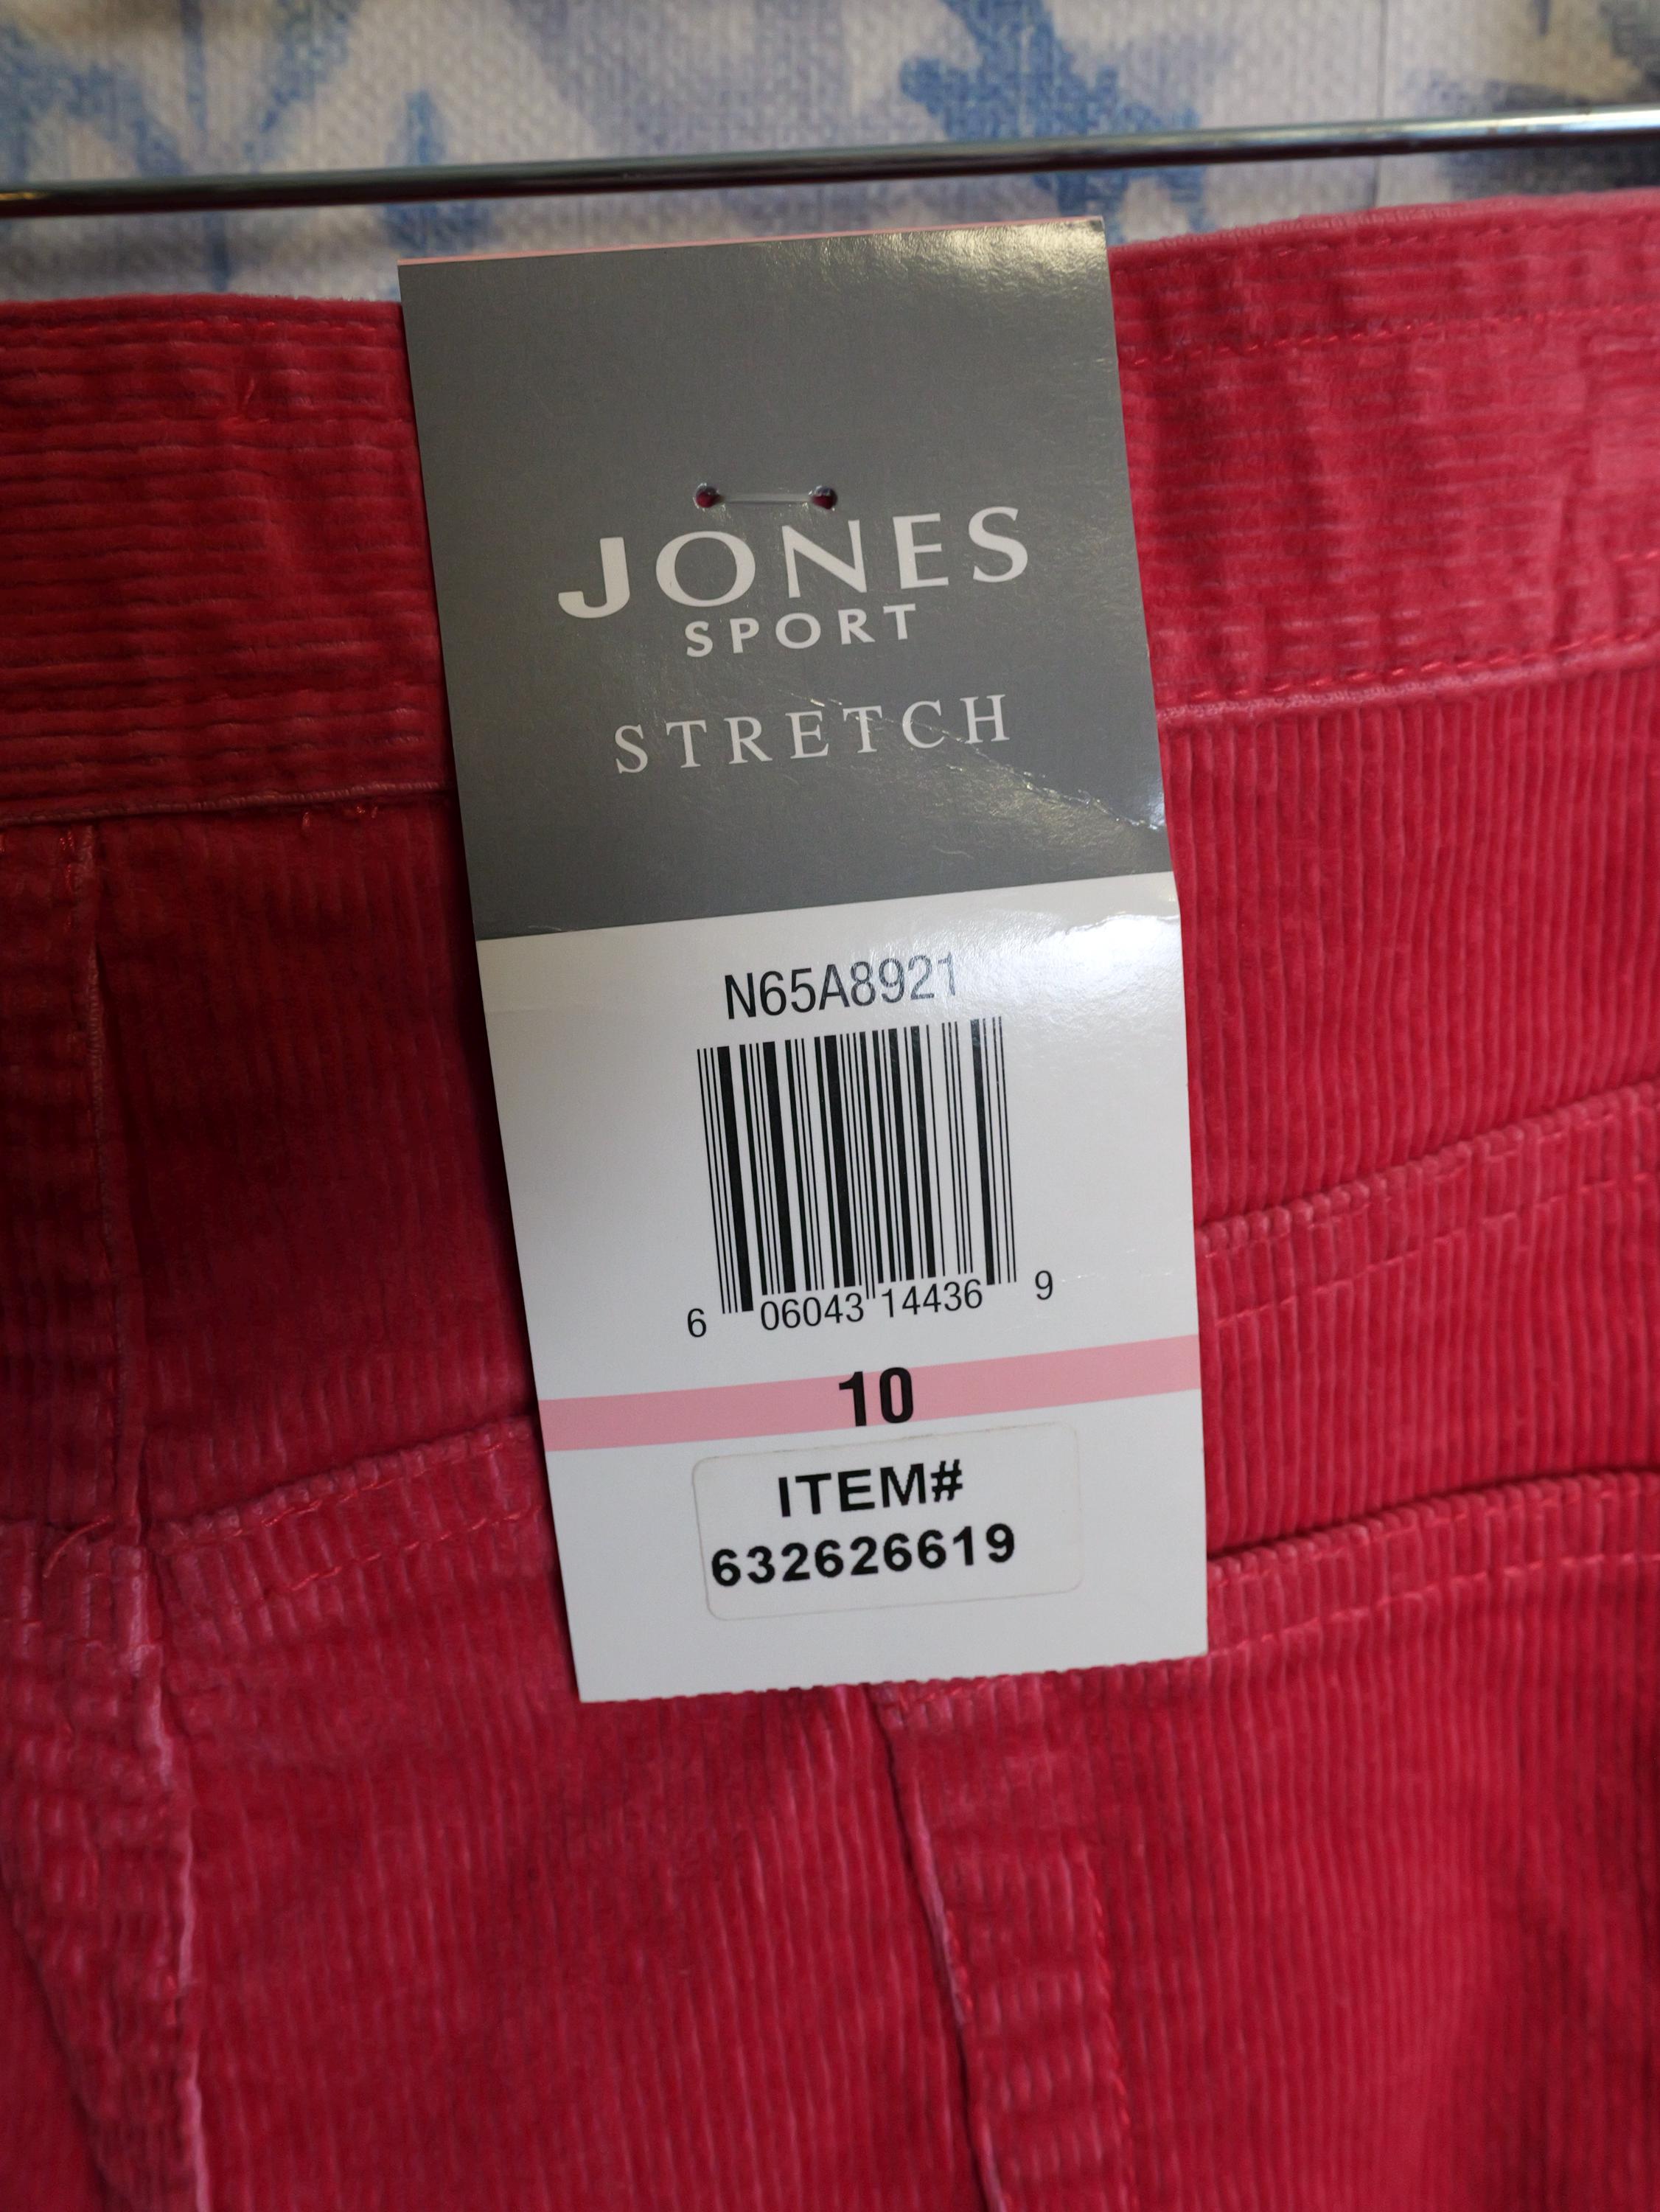 JONES
SPORT
STRETCH
N65A8921
6 06043 14436 9
10
ITEM#
632626619